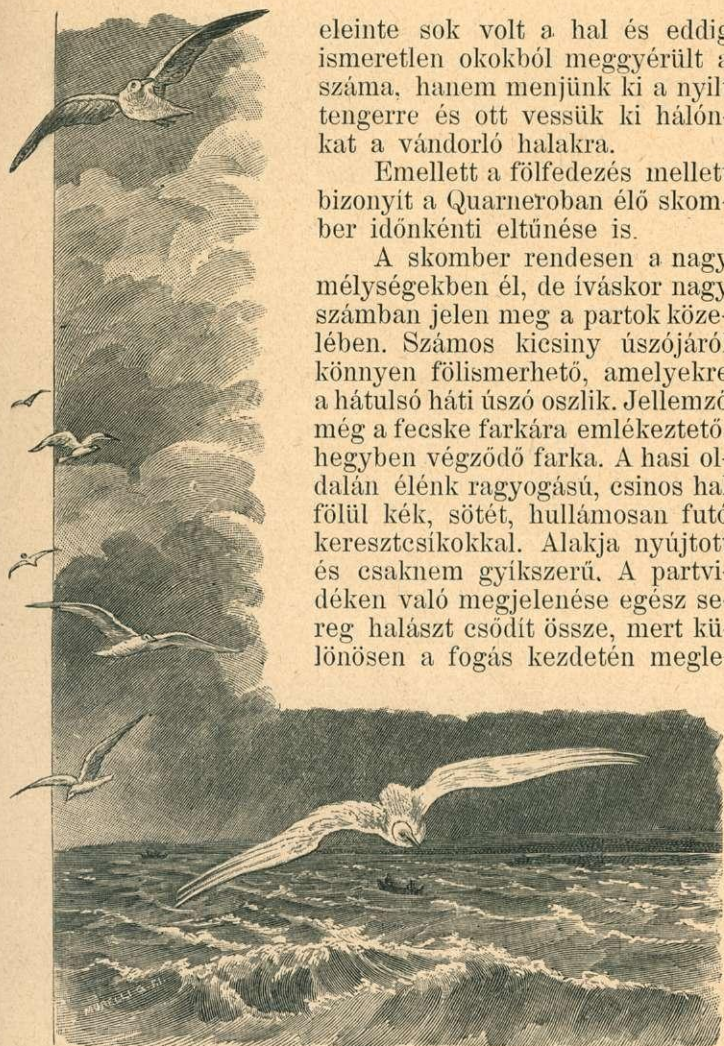 eleinte sok volt a hal és eddig
ismeretlen okokból meggyérült a
száma, hanem menjünk ki a nyilt
tengerre és ott vessük ki hálón-
kat a vándorló halakra.
Emellett a fölfedezés mellett
bizonyít a Quarneroban élő skom-
ber időnkénti eltűnése is.
A skomber rendesen a nagy
mélységekben él, de íváskor nagy
számban jelen meg a partok köze-
lében. Számos kicsiny úszójáról
könnyen fölismerhető, amelyekre
a hátulsó háti úszó oszlik. Jellemző
még a fecske farkára emlékeztető,
hegyben végződő farka. A hasi ol-
dalán élénk ragyogású, csinos hal
fölül kék, sötét, hullámosan futó
keresztcsíkokkal. Alakja nyújtott
és csaknem gyíkszerű. A partvi-
déken való megjelenése egész se-
reg halászt csődít össze, mert kü-
lönösen a fogás kezdetén megle-
MORELLI G. F.I.